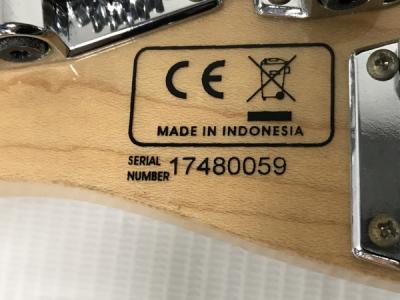 CE
MADE IN INDONESIA
SERIAL NUMBER 17480059